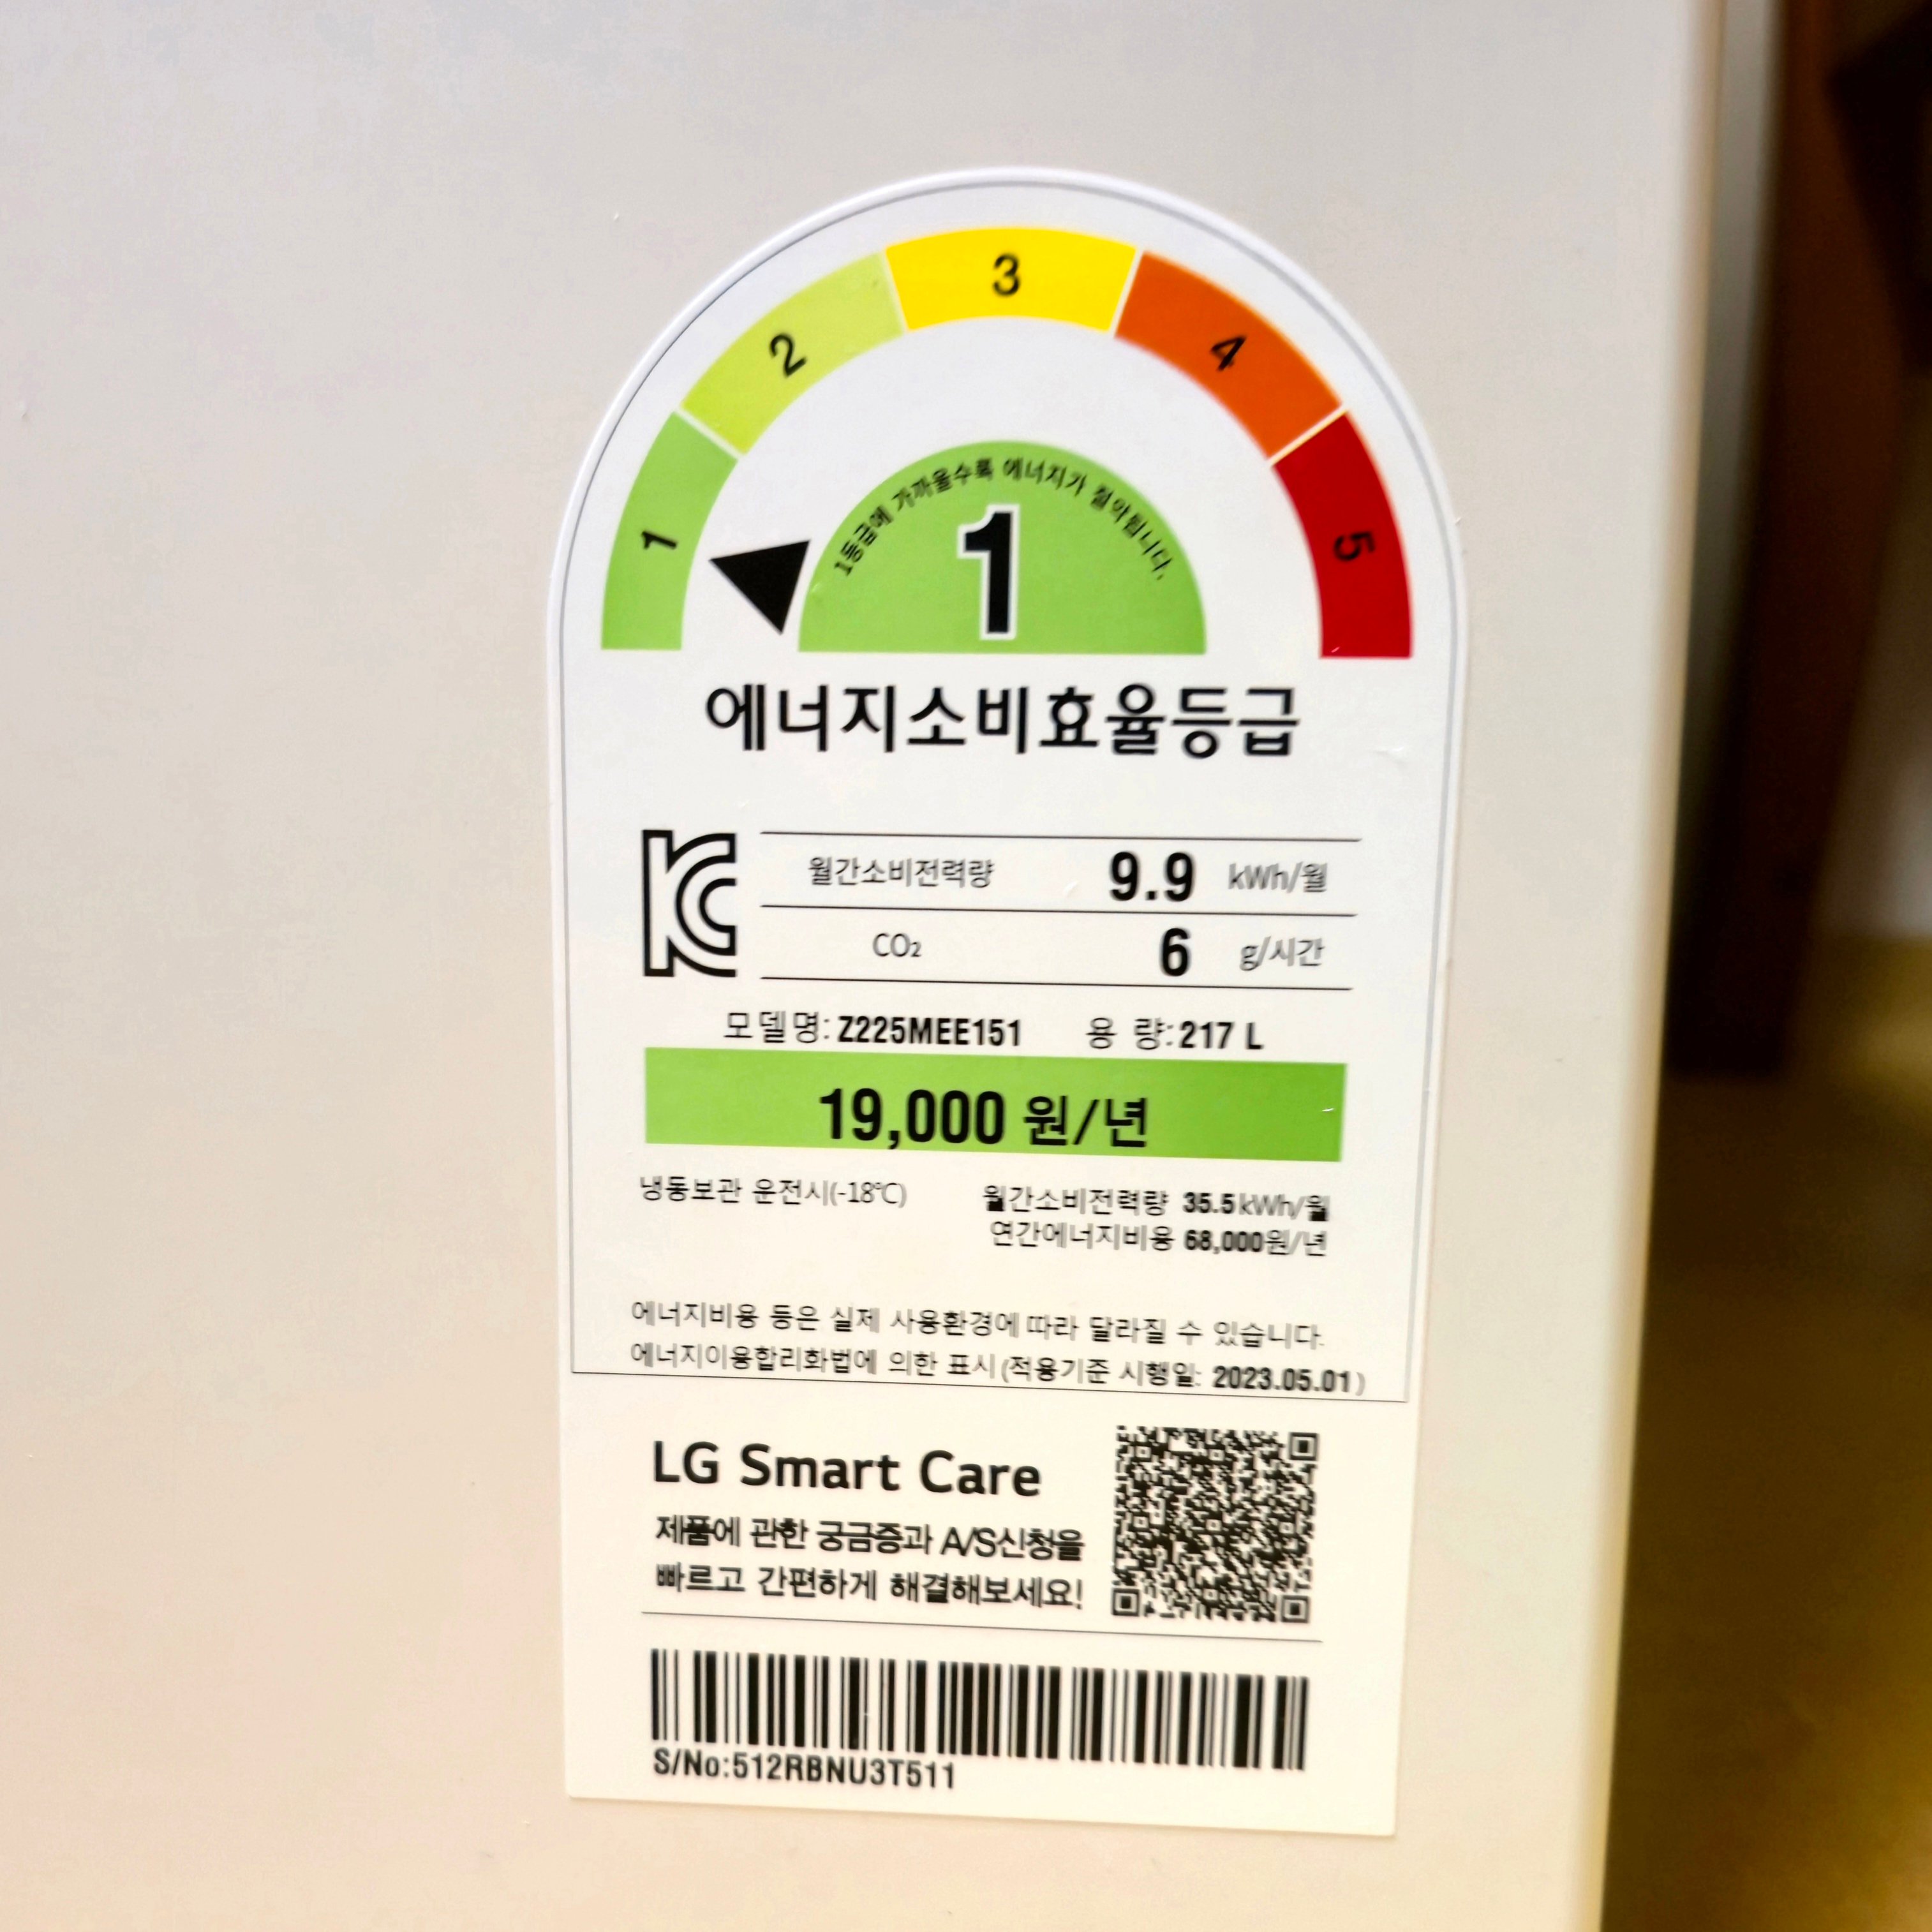 1 2 3 4 5
1등급에 가까울수록 에너지가 절약됩니다.
1
에너지소비효율등급
월간소비전력량 9.9 kWh/월
CO₂ 6 g/시간
모델명: Z225MEE151 용 량: 217 L
19,000 원/년
냉동보관 운전시(-18℃) 월간소비전력량 35.5kWh/월
연간에너지비용 68,000원/년
에너지비용 등은 실제 사용환경에 따라 달라질 수 있습니다.
에너지이용합리화법에 의한 표시(적용기준 시행일: 2023.05.01)
LG Smart Care
제품에 관한 궁금증과 A/S신청을
빠르고 간편하게 해결해보세요!
S/No:512RBNU3T511